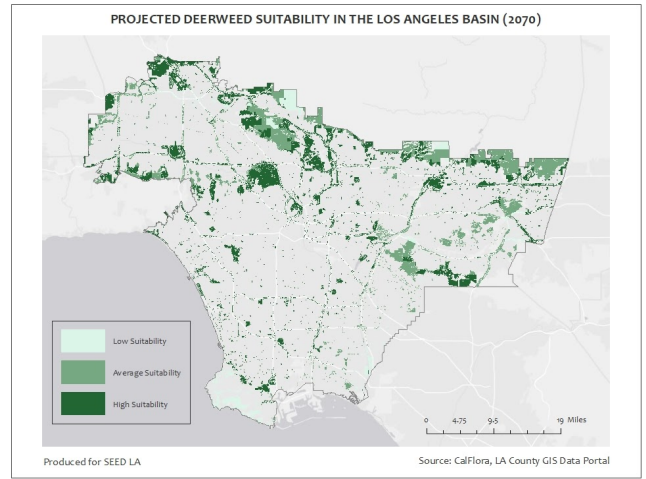 PROJECTED DEERWEED SUITABILITY IN THE LOS ANGELES BASIN (2070)
Low Suitability
Average Suitability
High Suitability
0 4.75 9.5 19 Miles
Produced for SEED LA
Source: CalFlora, LA County GIS Data Portal